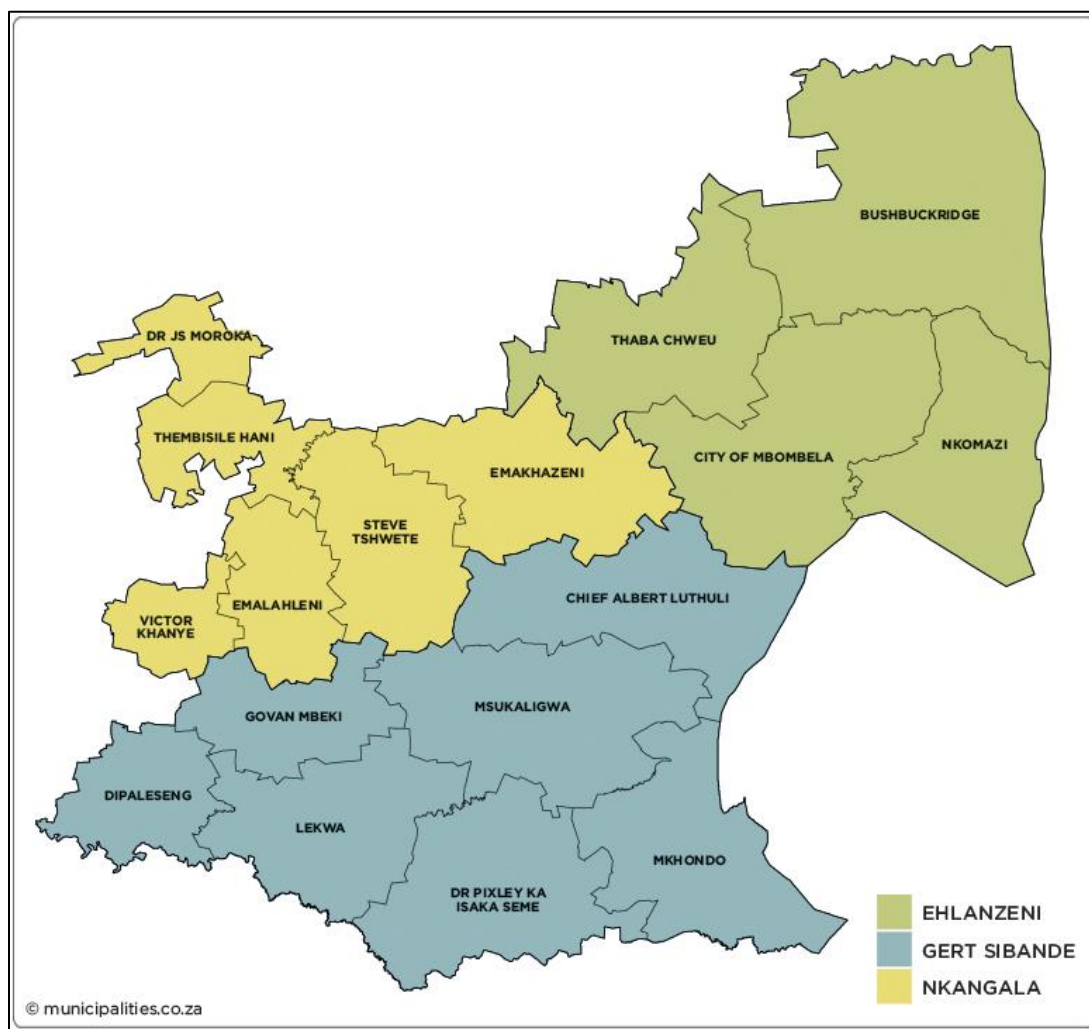 BUSHBUCKRIDGE
DR JS MOROKA
THABA CHWEU
THEMBISILE HANI
NKOMAZI
CITY OF MBOMBELA
EMAKHAZENI
STEVE
TSHWETE
CHIEF ALBERT LUTHULI
EMALAHLENI
VICTOR
KHANYE
MSUKALIGWA
GOVAN MBEKI
DIPALESENG
LEKWA
MKHONDO
DR PIXLEY KA
ISAKA SEME
EHLANZENI
GERT SIBANDE
NKANGALA
© municipalities.co.za